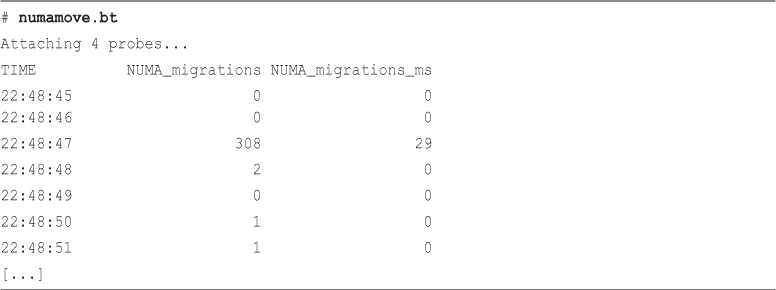 # numamove.bt
Attaching 4 probes...
TIME          NUMA_migrations NUMA_migrations_ms
22:48:45                    0                  0
22:48:46                    0                  0
22:48:47                  308                 29
22:48:48                    2                  0
22:48:49                    0                  0
22:48:50                    1                  0
22:48:51                    1                  0
[...]